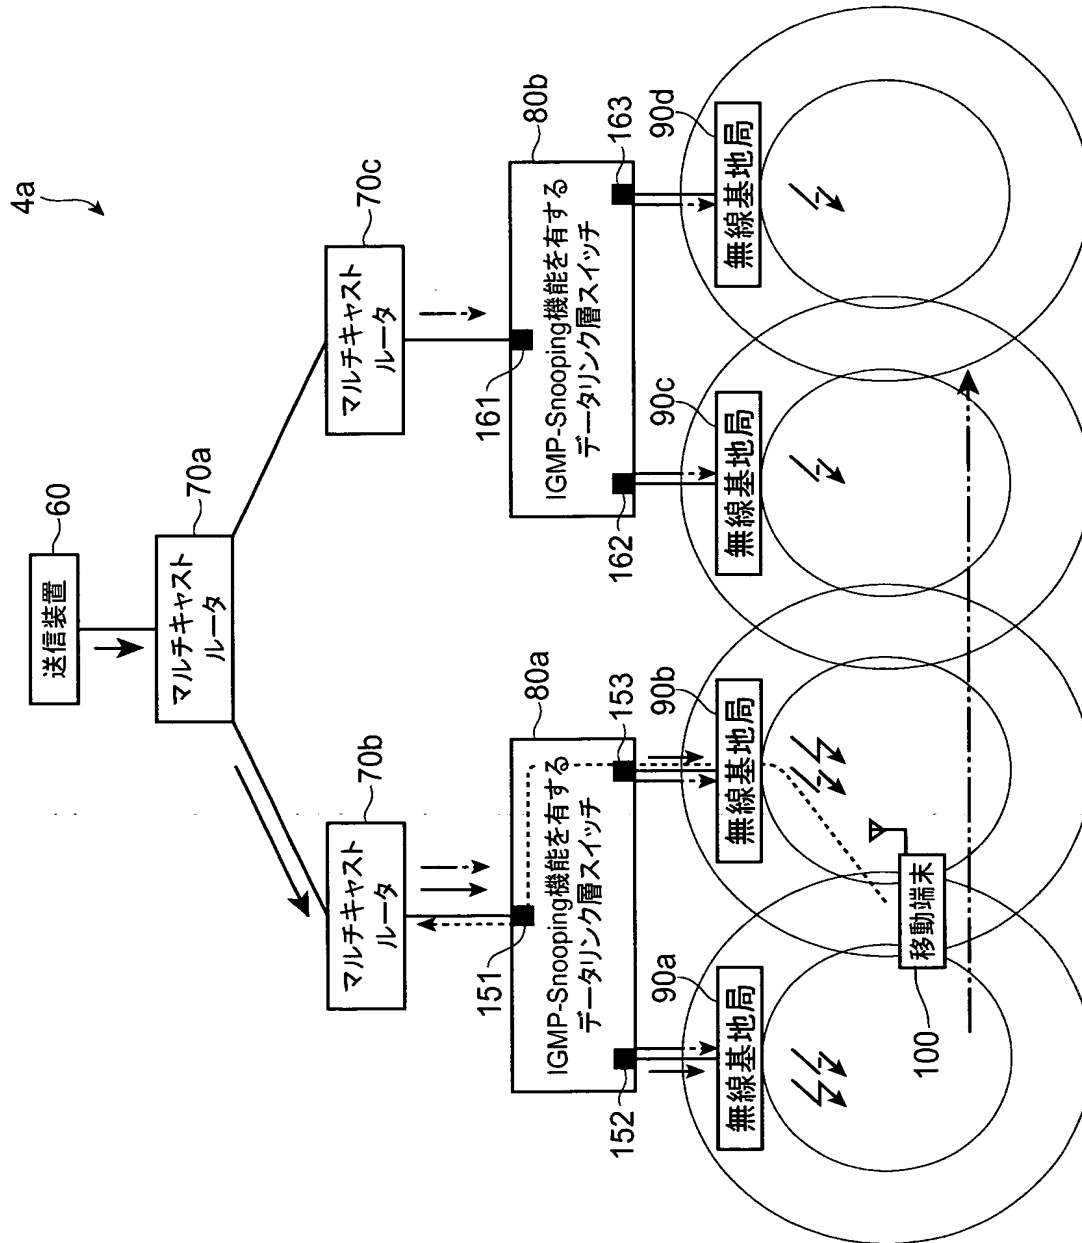 4a
送信装置
60
マルチキャスト
ルータ
70a
マルチキャスト
ルータ
70b
マルチキャスト
ルータ
70c
151
IGMP-Snooping機能を有する
データリンク層スイッチ
80a
152
153
161
IGMP-Snooping機能を有する
データリンク層スイッチ
80b
162
163
無線基地局
90a
無線基地局
90b
無線基地局
90c
無線基地局
90d
移動端末
100